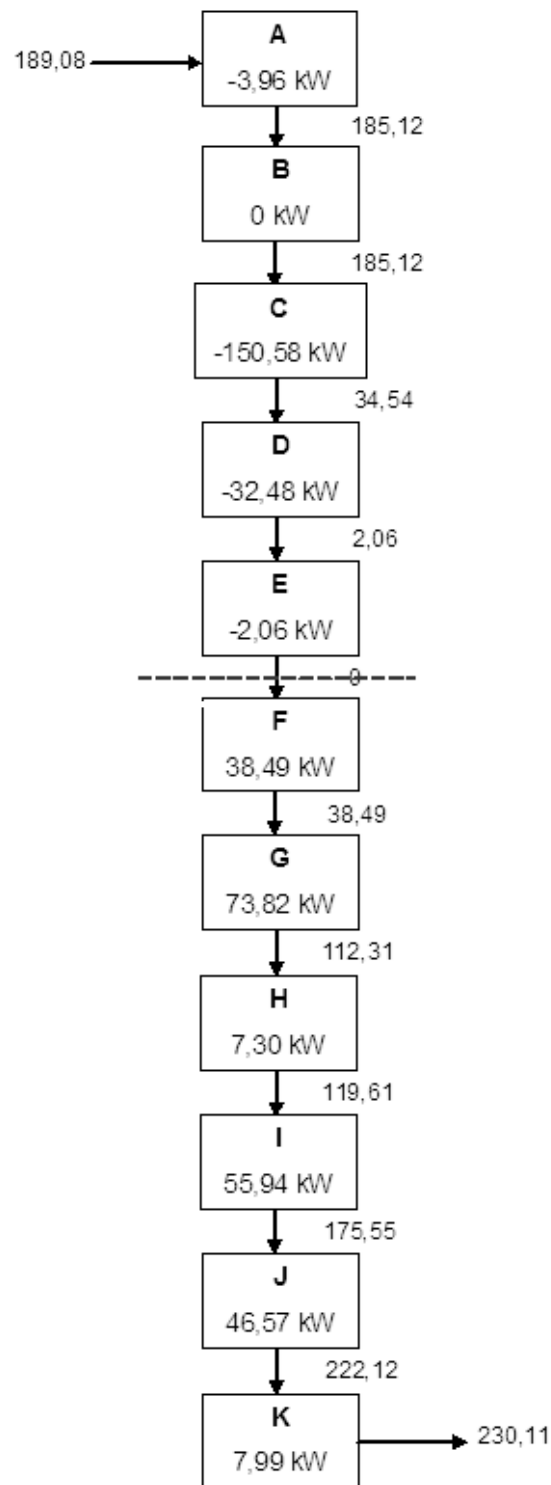 A
189,08
-3,96 kW
185,12
B
0 kW
185,12
C
-150,58 kW
34,54
D
-32,48 kW
2,06
E
-2,06 kW
0
F
38,49 kW
38,49
G
73,82 kW
112,31
H
7,30 kW
119,61
I
55,94 kW
175,55
J
46,57 kW
222,12
K
230,11
7,99 kW